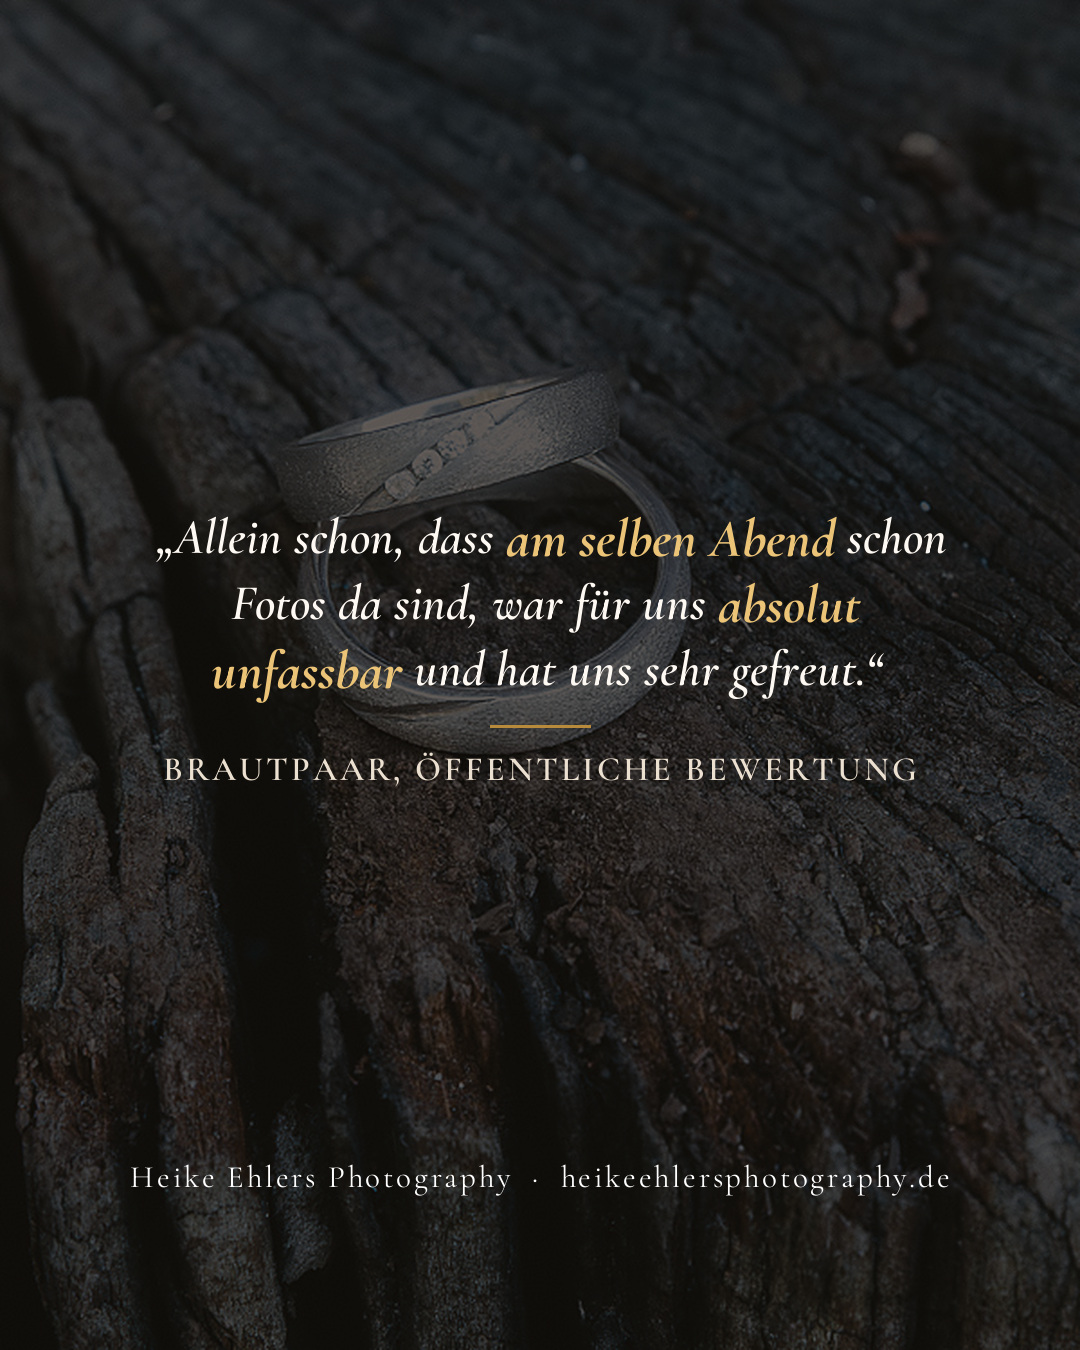 „Allein schon, dass am selben Abend schon
Fotos da sind, war für uns absolut
unfassbar und hat uns sehr gefreut.“
BRAUTPAAR, ÖFFENTLICHE BEWERTUNG
Heike Ehlers Photography · heikeehlersphotography.de